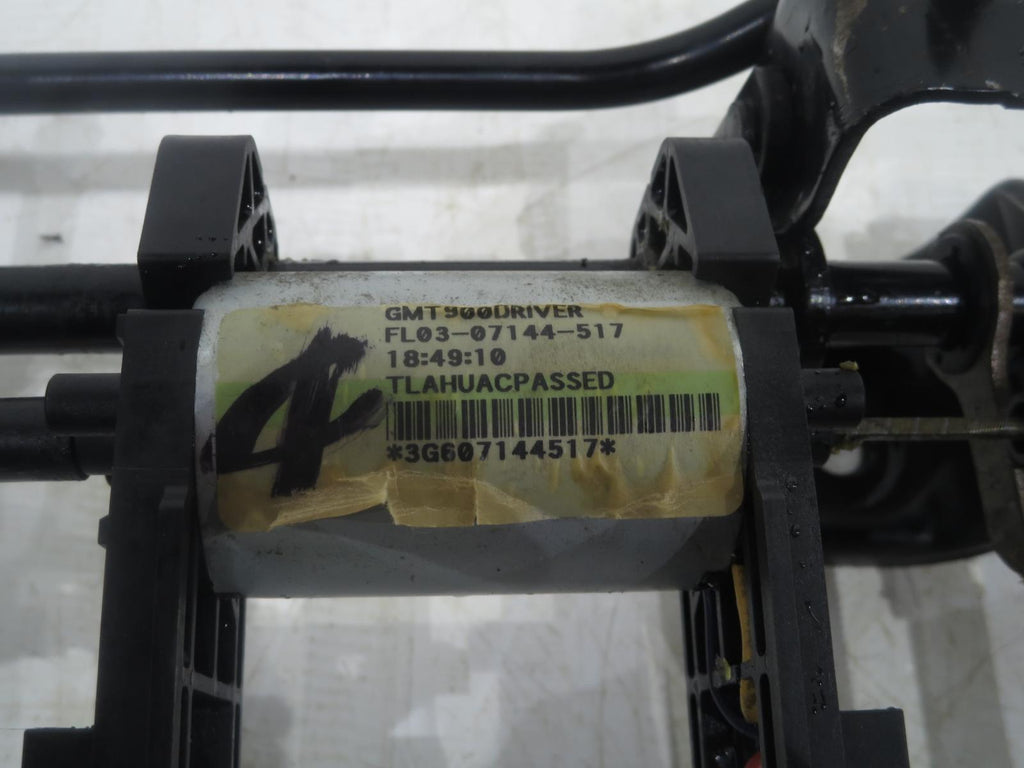 GMT900DRIVER
FL03-07144-517
18:49:10
TLAHUACPASSED
*3G607144517*
4